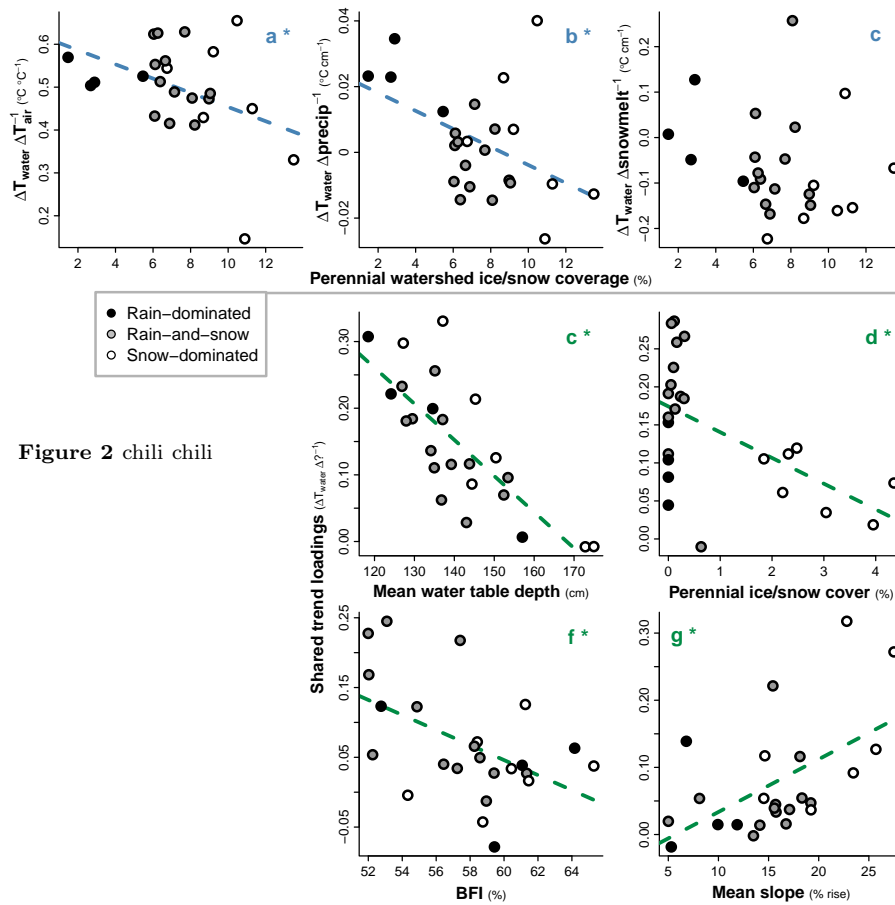 ΔT_water ΔT_air^-1 (°C °C^-1)
0.6
0.5
0.4
0.3
0.2
a *
2 4 6 8 10 12
ΔT_water Δprecip^-1 (°C cm^-1)
0.04
0.02
0
-0.02
b *
2 4 6 8 10 12
ΔT_water Δsnowmelt^-1 (°C cm^-1)
0.2
0.1
0
-0.1
-0.2
c
2 4 6 8 10 12
Perennial watershed ice/snow coverage (%)
Rain-dominated
Rain-and-snow
Snow-dominated
Figure 2 chili chili
Shared trend loadings (ΔT_water Δ?^-1)
0.30
0.20
0.10
0.00
c *
120 130 140 150 160 170
Mean water table depth (cm)
0.25
0.20
0.15
0.10
0.05
0.00
d *
0 1 2 3 4
Perennial ice/snow cover (%)
0.25
0.15
0.05
-0.05
f *
52 54 56 58 60 62 64
BFI (%)
0.30
0.20
0.10
0.00
g *
5 10 15 20 25
Mean slope (% rise)